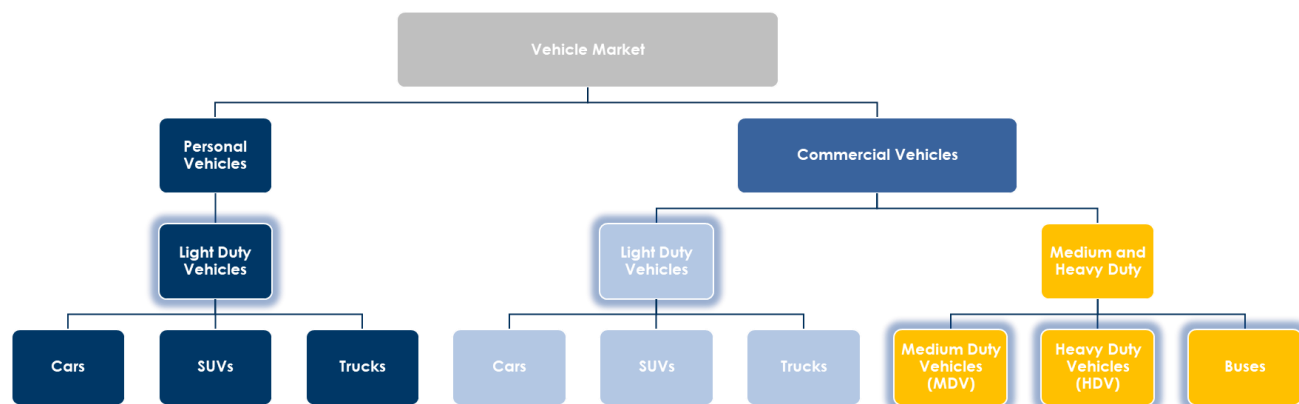 Vehicle Market
Personal
Vehicles
Commercial Vehicles
Light Duty
Vehicles
Light Duty
Vehicles
Medium and
Heavy Duty
Cars
SUVs
Trucks
Cars
SUVs
Trucks
Medium Duty
Vehicles
(MDV)
Heavy Duty
Vehicles
(HDV)
Buses